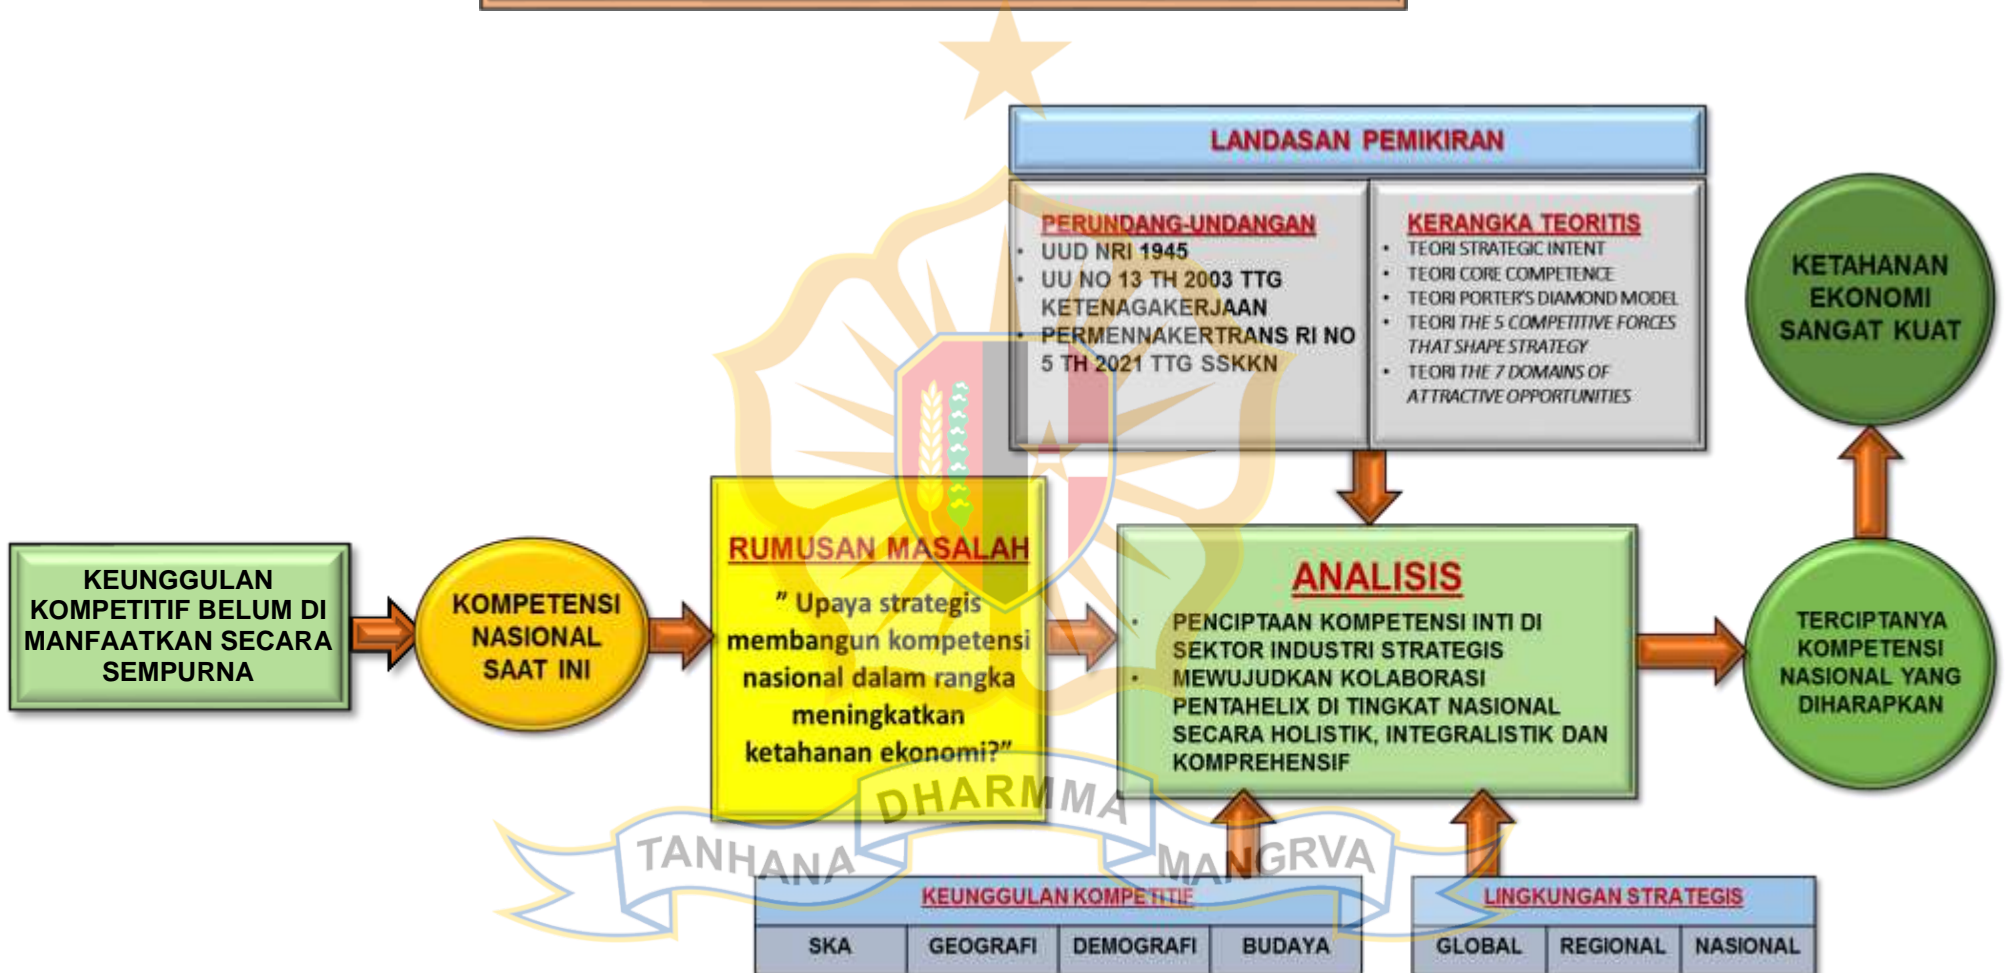 LANDASAN PEMIKIRAN
PERUNDANG-UNDANGAN
• UUD NRI 1945
• UU NO 13 TH 2003 TTG
KETENAGAKERJAAN
• PERMENNAKERTRANS RI NO
5 TH 2021 TTG SSKKN
KERANGKA TEORITIS
• TEORI STRATEGIC INTENT
• TEORI CORE COMPETENCE
• TEORI PORTER'S DIAMOND MODEL
• TEORI THE 5 COMPETITIVE FORCES
THAT SHAPE STRATEGY
• TEORI THE 7 DOMAINS OF
ATTRACTIVE OPPORTUNITIES
KETAHANAN
EKONOMI
SANGAT KUAT
KEUNGGULAN
KOMPETITIF BELUM DI
MANFAATKAN SECARA
SEMPURNA
KOMPETENSI
NASIONAL
SAAT INI
RUMUSAN MASALAH
" Upaya strategis
membangun kompetensi
nasional dalam rangka
meningkatkan
ketahanan ekonomi?"
ANALISIS
• PENCIPTAAN KOMPETENSI INTI DI
SEKTOR INDUSTRI STRATEGIS
• MEWUJUDKAN KOLABORASI
PENTAHELIX DI TINGKAT NASIONAL
SECARA HOLISTIK, INTEGRALISTIK DAN
KOMPREHENSIF
TERCIPTANYA
KOMPETENSI
NASIONAL YANG
DIHARAPKAN
TANHANA DHARMMA MANGRVA
KEUNGGULAN KOMPETITIF
SKA GEOGRAFI DEMOGRAFI BUDAYA
LINGKUNGAN STRATEGIS
GLOBAL REGIONAL NASIONAL